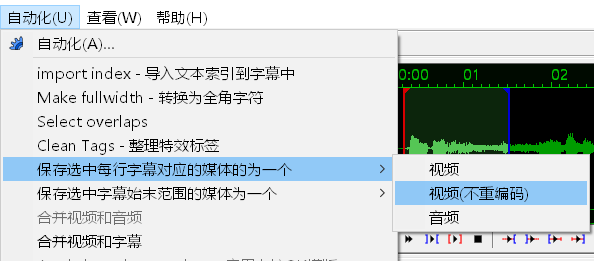 自动化(U) 查看(W) 帮助(H)
自动化(A)...
import index - 导入文本索引到字幕中
Make fullwidth - 转换为全角字符
Select overlaps
Clean Tags - 整理特效标签
保存选中每行字幕对应的媒体的为一个
保存选中字幕始末范围的媒体为一个
合并视频和音频
合并视频和字幕
0:00 01 02
视频
视频(不重编码)
音频